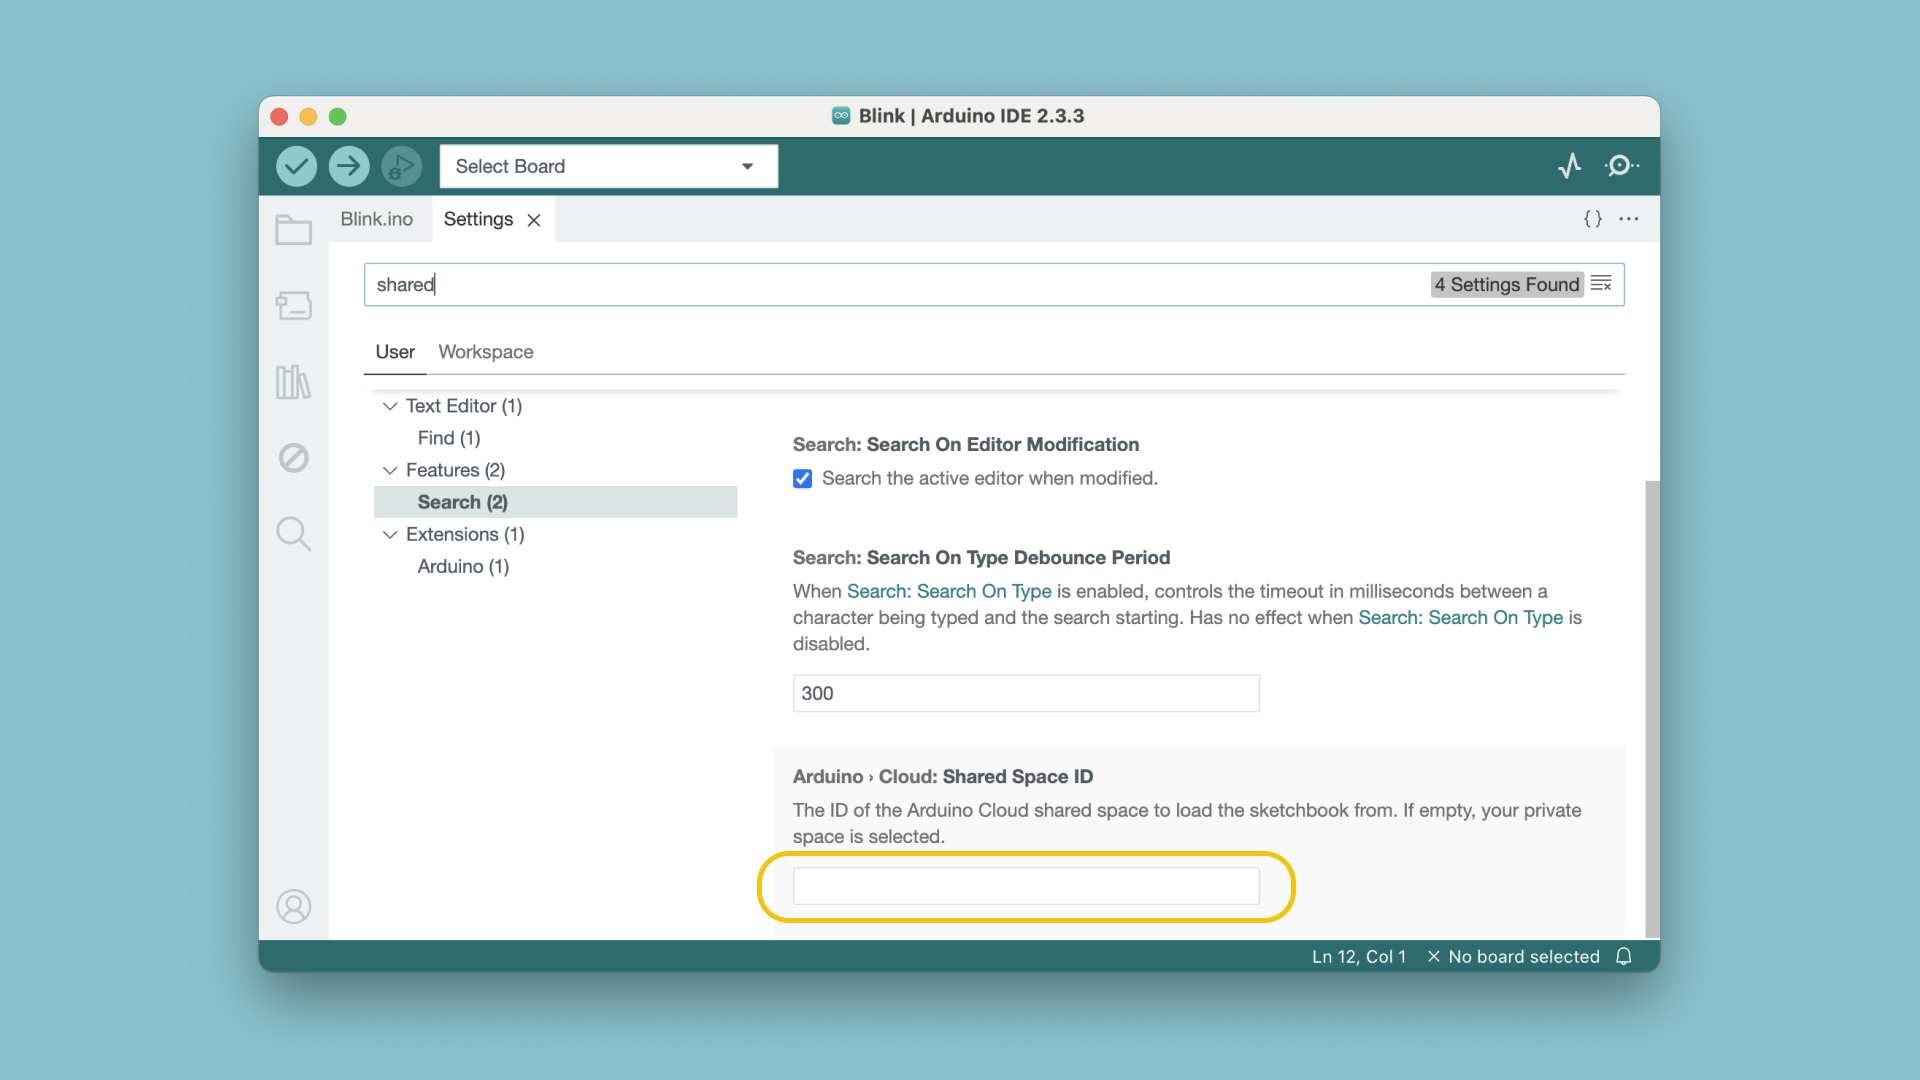 Blink | Arduino IDE 2.3.3
Select Board
Blink.ino
Settings
{} ...
shared
4 Settings Found
User
Workspace
Text Editor (1)
Find (1)
Features (2)
Search (2)
Extensions (1)
Arduino (1)
Search: Search On Editor Modification
Search the active editor when modified.
Search: Search On Type Debounce Period
When Search: Search On Type is enabled, controls the timeout in milliseconds between a
character being typed and the search starting. Has no effect when Search: Search On Type is
disabled.
300
Arduino › Cloud: Shared Space ID
The ID of the Arduino Cloud shared space to load the sketchbook from. If empty, your private
space is selected.
Ln 12, Col 1
No board selected